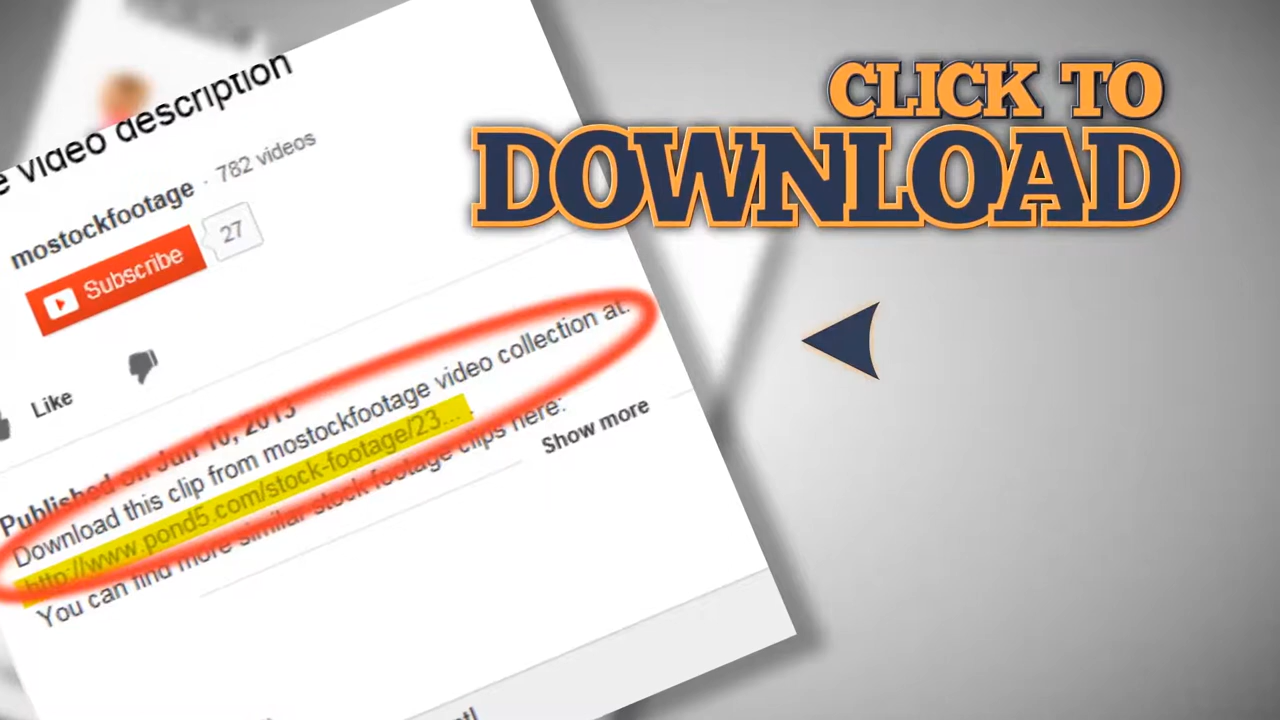 CLICK TO
DOWNLOAD
video description
mostockfootage · 782 videos
Subscribe
27
Like
Published on Jun 10, 2013
Download this clip from mostockfootage video collection at:
http://www.pond5.com/stock-footage/23... .
You can find more similar stock footage clips here:
Show more